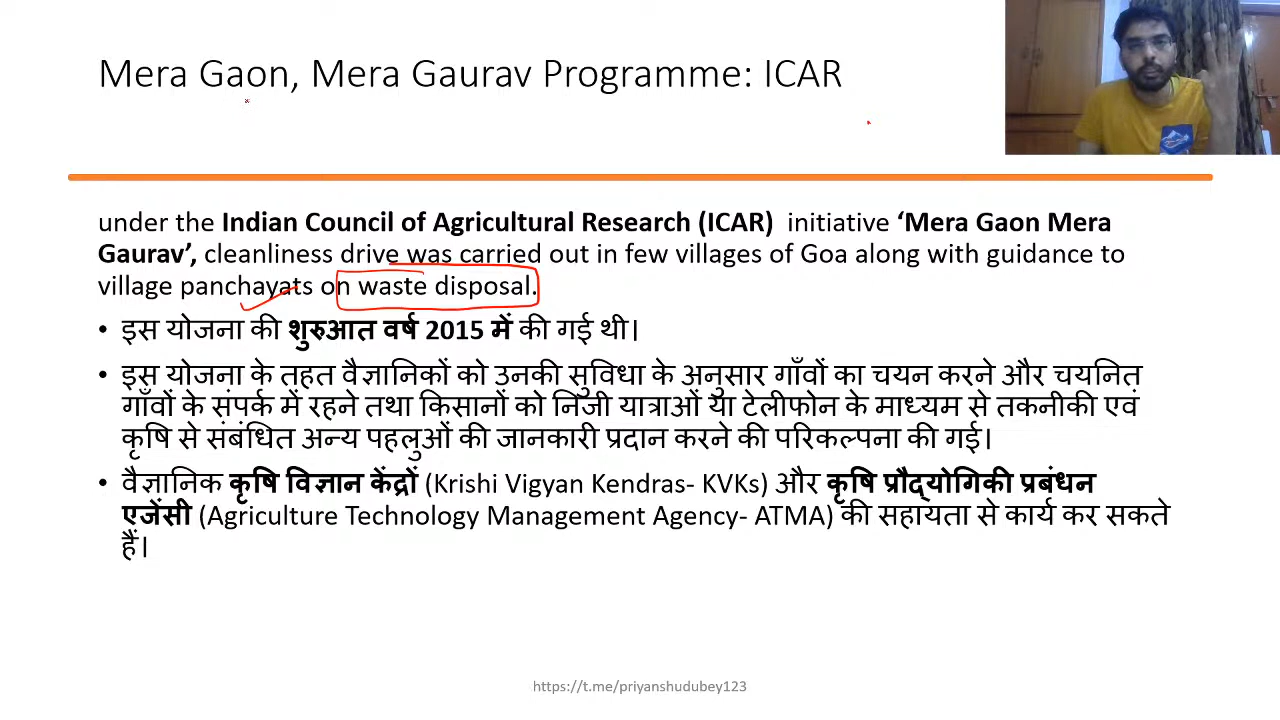 Mera Gaon, Mera Gaurav Programme: ICAR
under the Indian Council of Agricultural Research (ICAR) initiative ‘Mera Gaon Mera
Gaurav’, cleanliness drive was carried out in few villages of Goa along with guidance to
village panchayats on waste disposal.
• इस योजना की शुरुआत वर्ष 2015 में की गई थी।
• इस योजना के तहत वैज्ञानिकों को उनकी सुविधा के अनुसार गाँवों का चयन करने और चयनित
गाँवों के संपर्क में रहने तथा किसानों को निजी यात्राओं या टेलीफोन के माध्यम से तकनीकी एवं
कृषि से संबंधित अन्य पहलुओं की जानकारी प्रदान करने की परिकल्पना की गई।
• वैज्ञानिक कृषि विज्ञान केंद्रों (Krishi Vigyan Kendras- KVKs) और कृषि प्रौद्योगिकी प्रबंधन
एजेंसी (Agriculture Technology Management Agency- ATMA) की सहायता से कार्य कर सकते
हैं।
https://t.me/priyanshudubey123